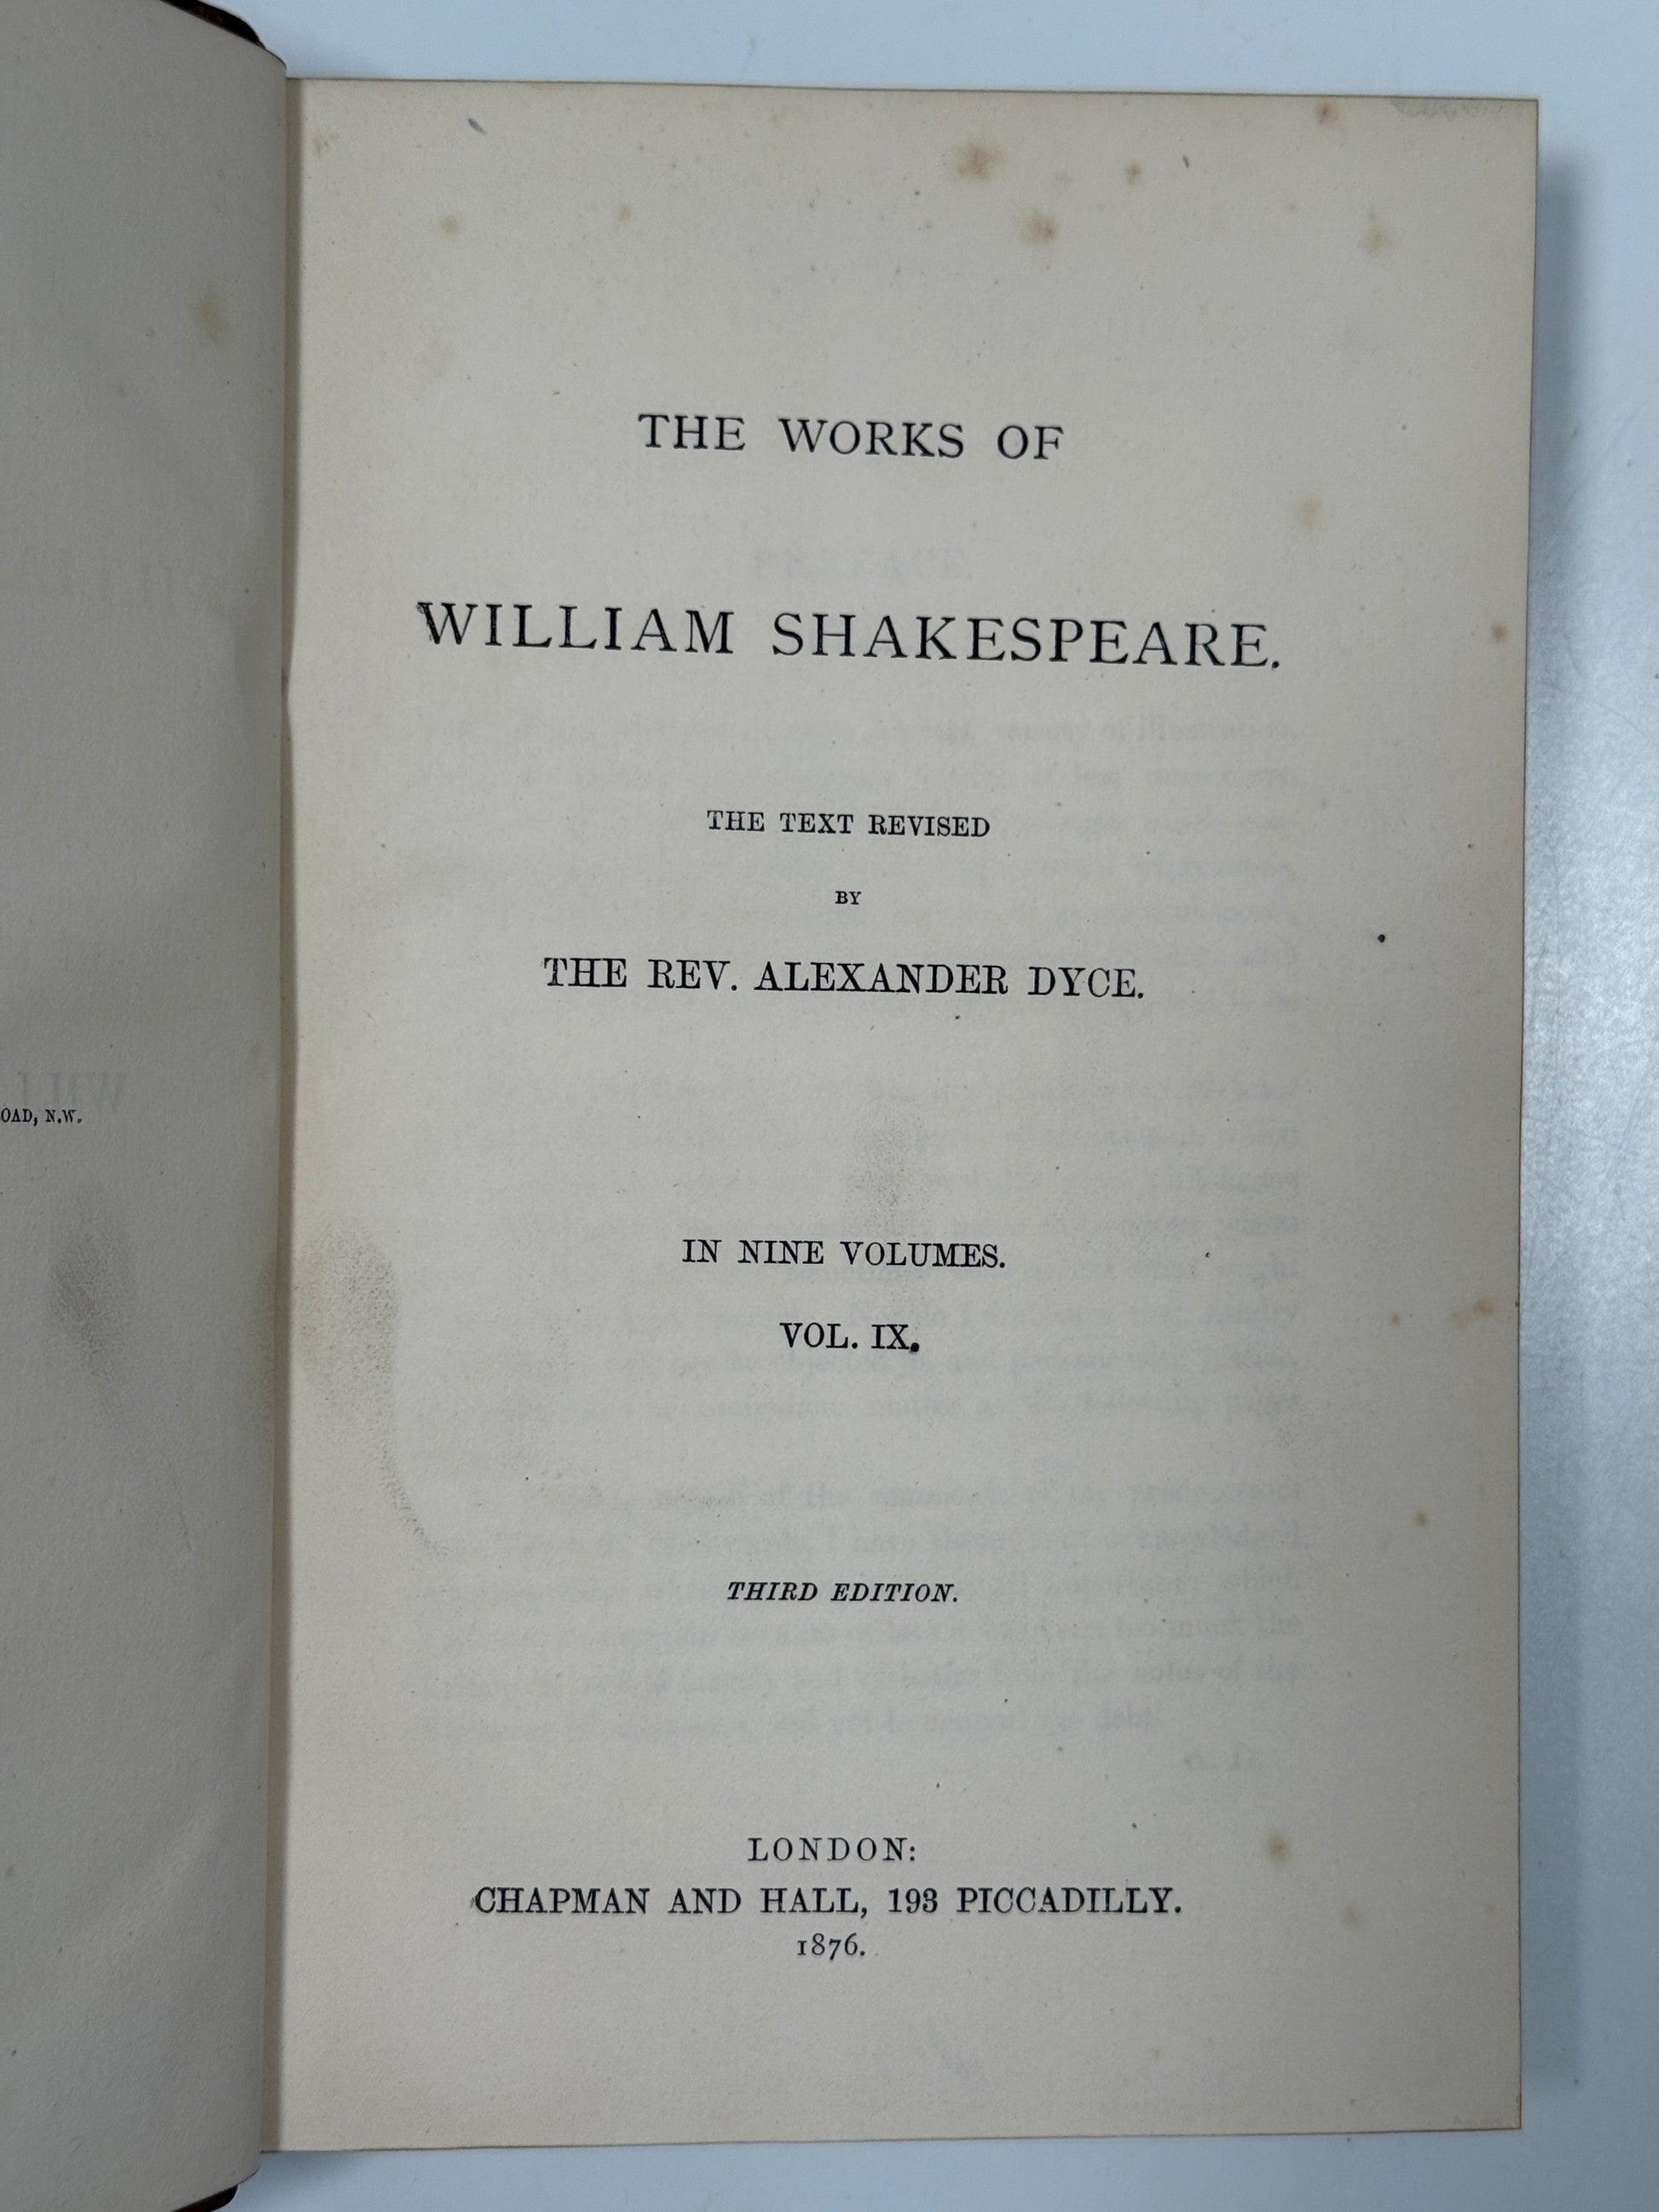 OAD, N.W.
THE WORKS OF
WILLIAM SHAKESPEARE.
THE TEXT REVISED
BY
THE REV. ALEXANDER DYCE.
IN NINE VOLUMES.
VOL. IX.
THIRD EDITION.
LONDON:
CHAPMAN AND HALL, 193 PICCADILLY.
1876.